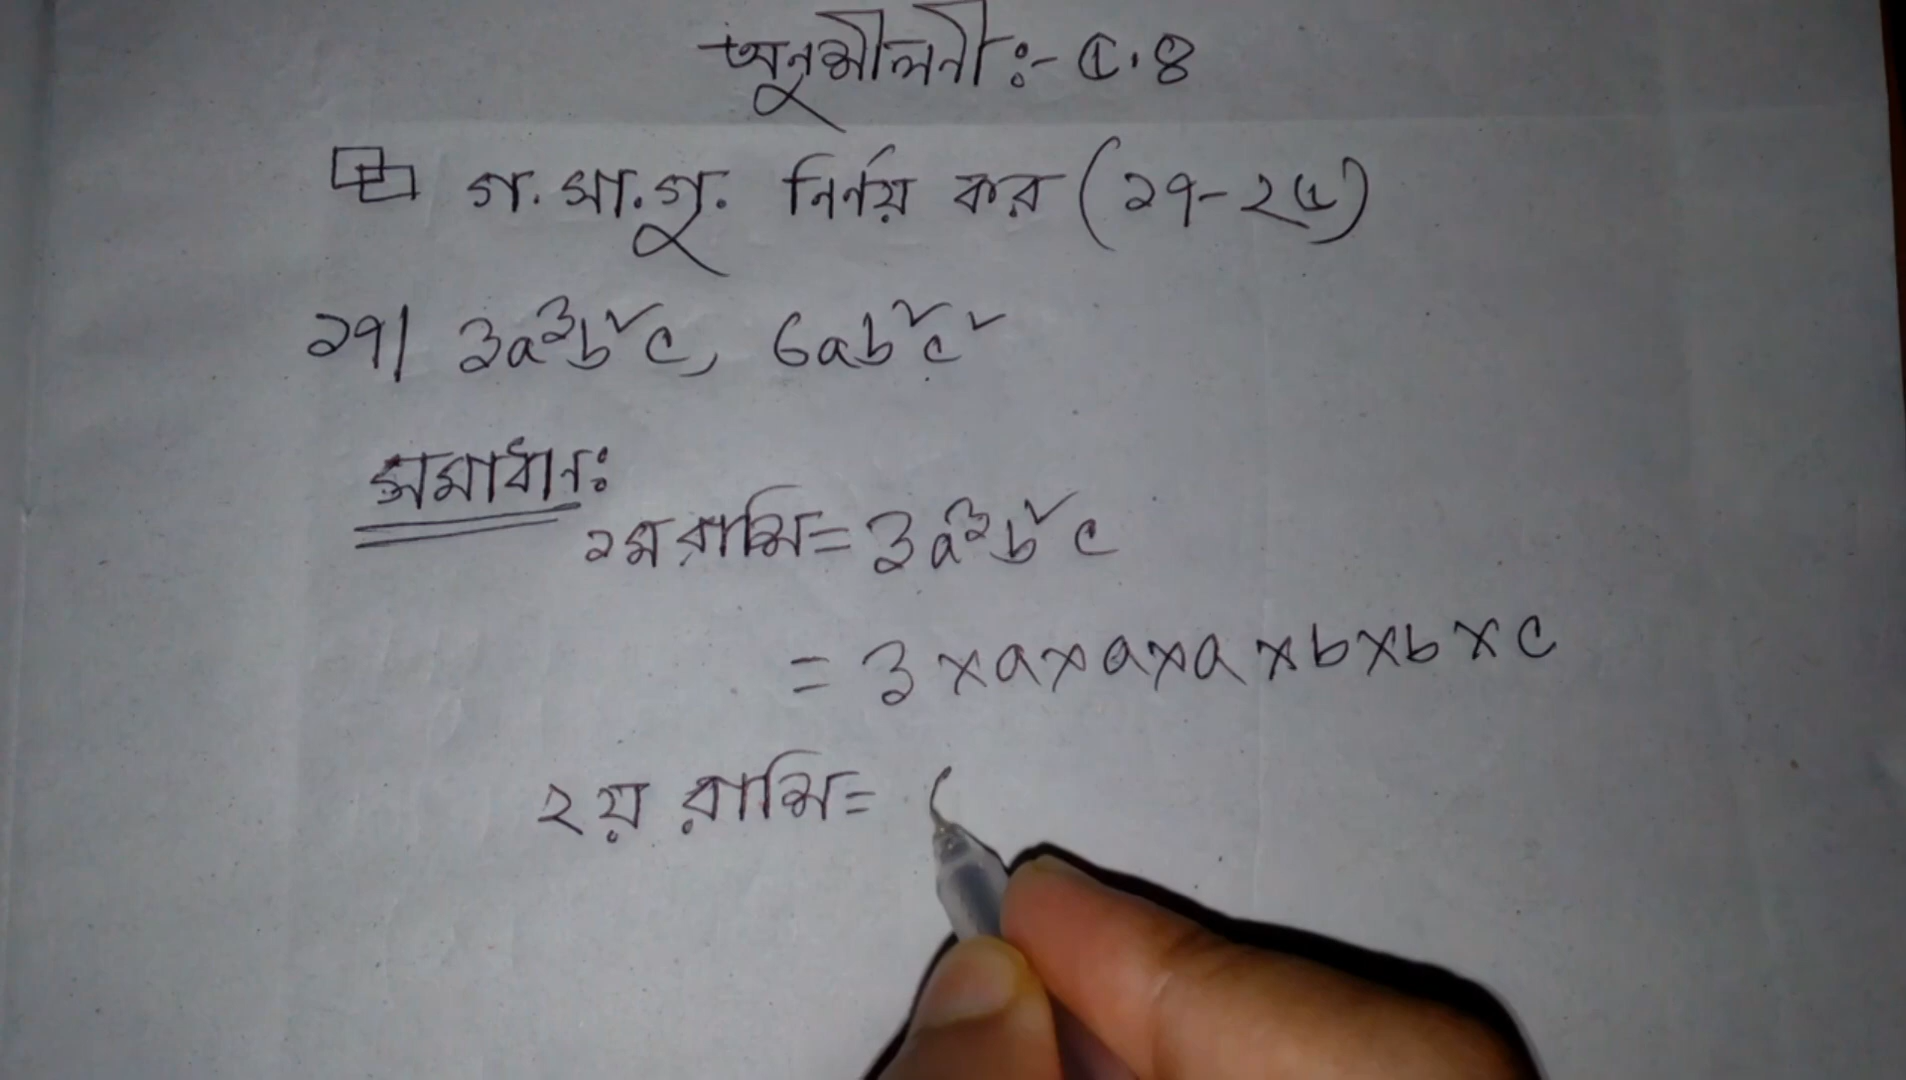 অনুশীলনী:- ৫.৪
গ.সা.গু. নির্ণয় কর (১৭-২৫)
১৭| 3a³b²c, 6ab²c²
সমাধান:
১ম রাশি= 3a³b²c
= 3×a×a×a×b×b×c
২য় রাশি=